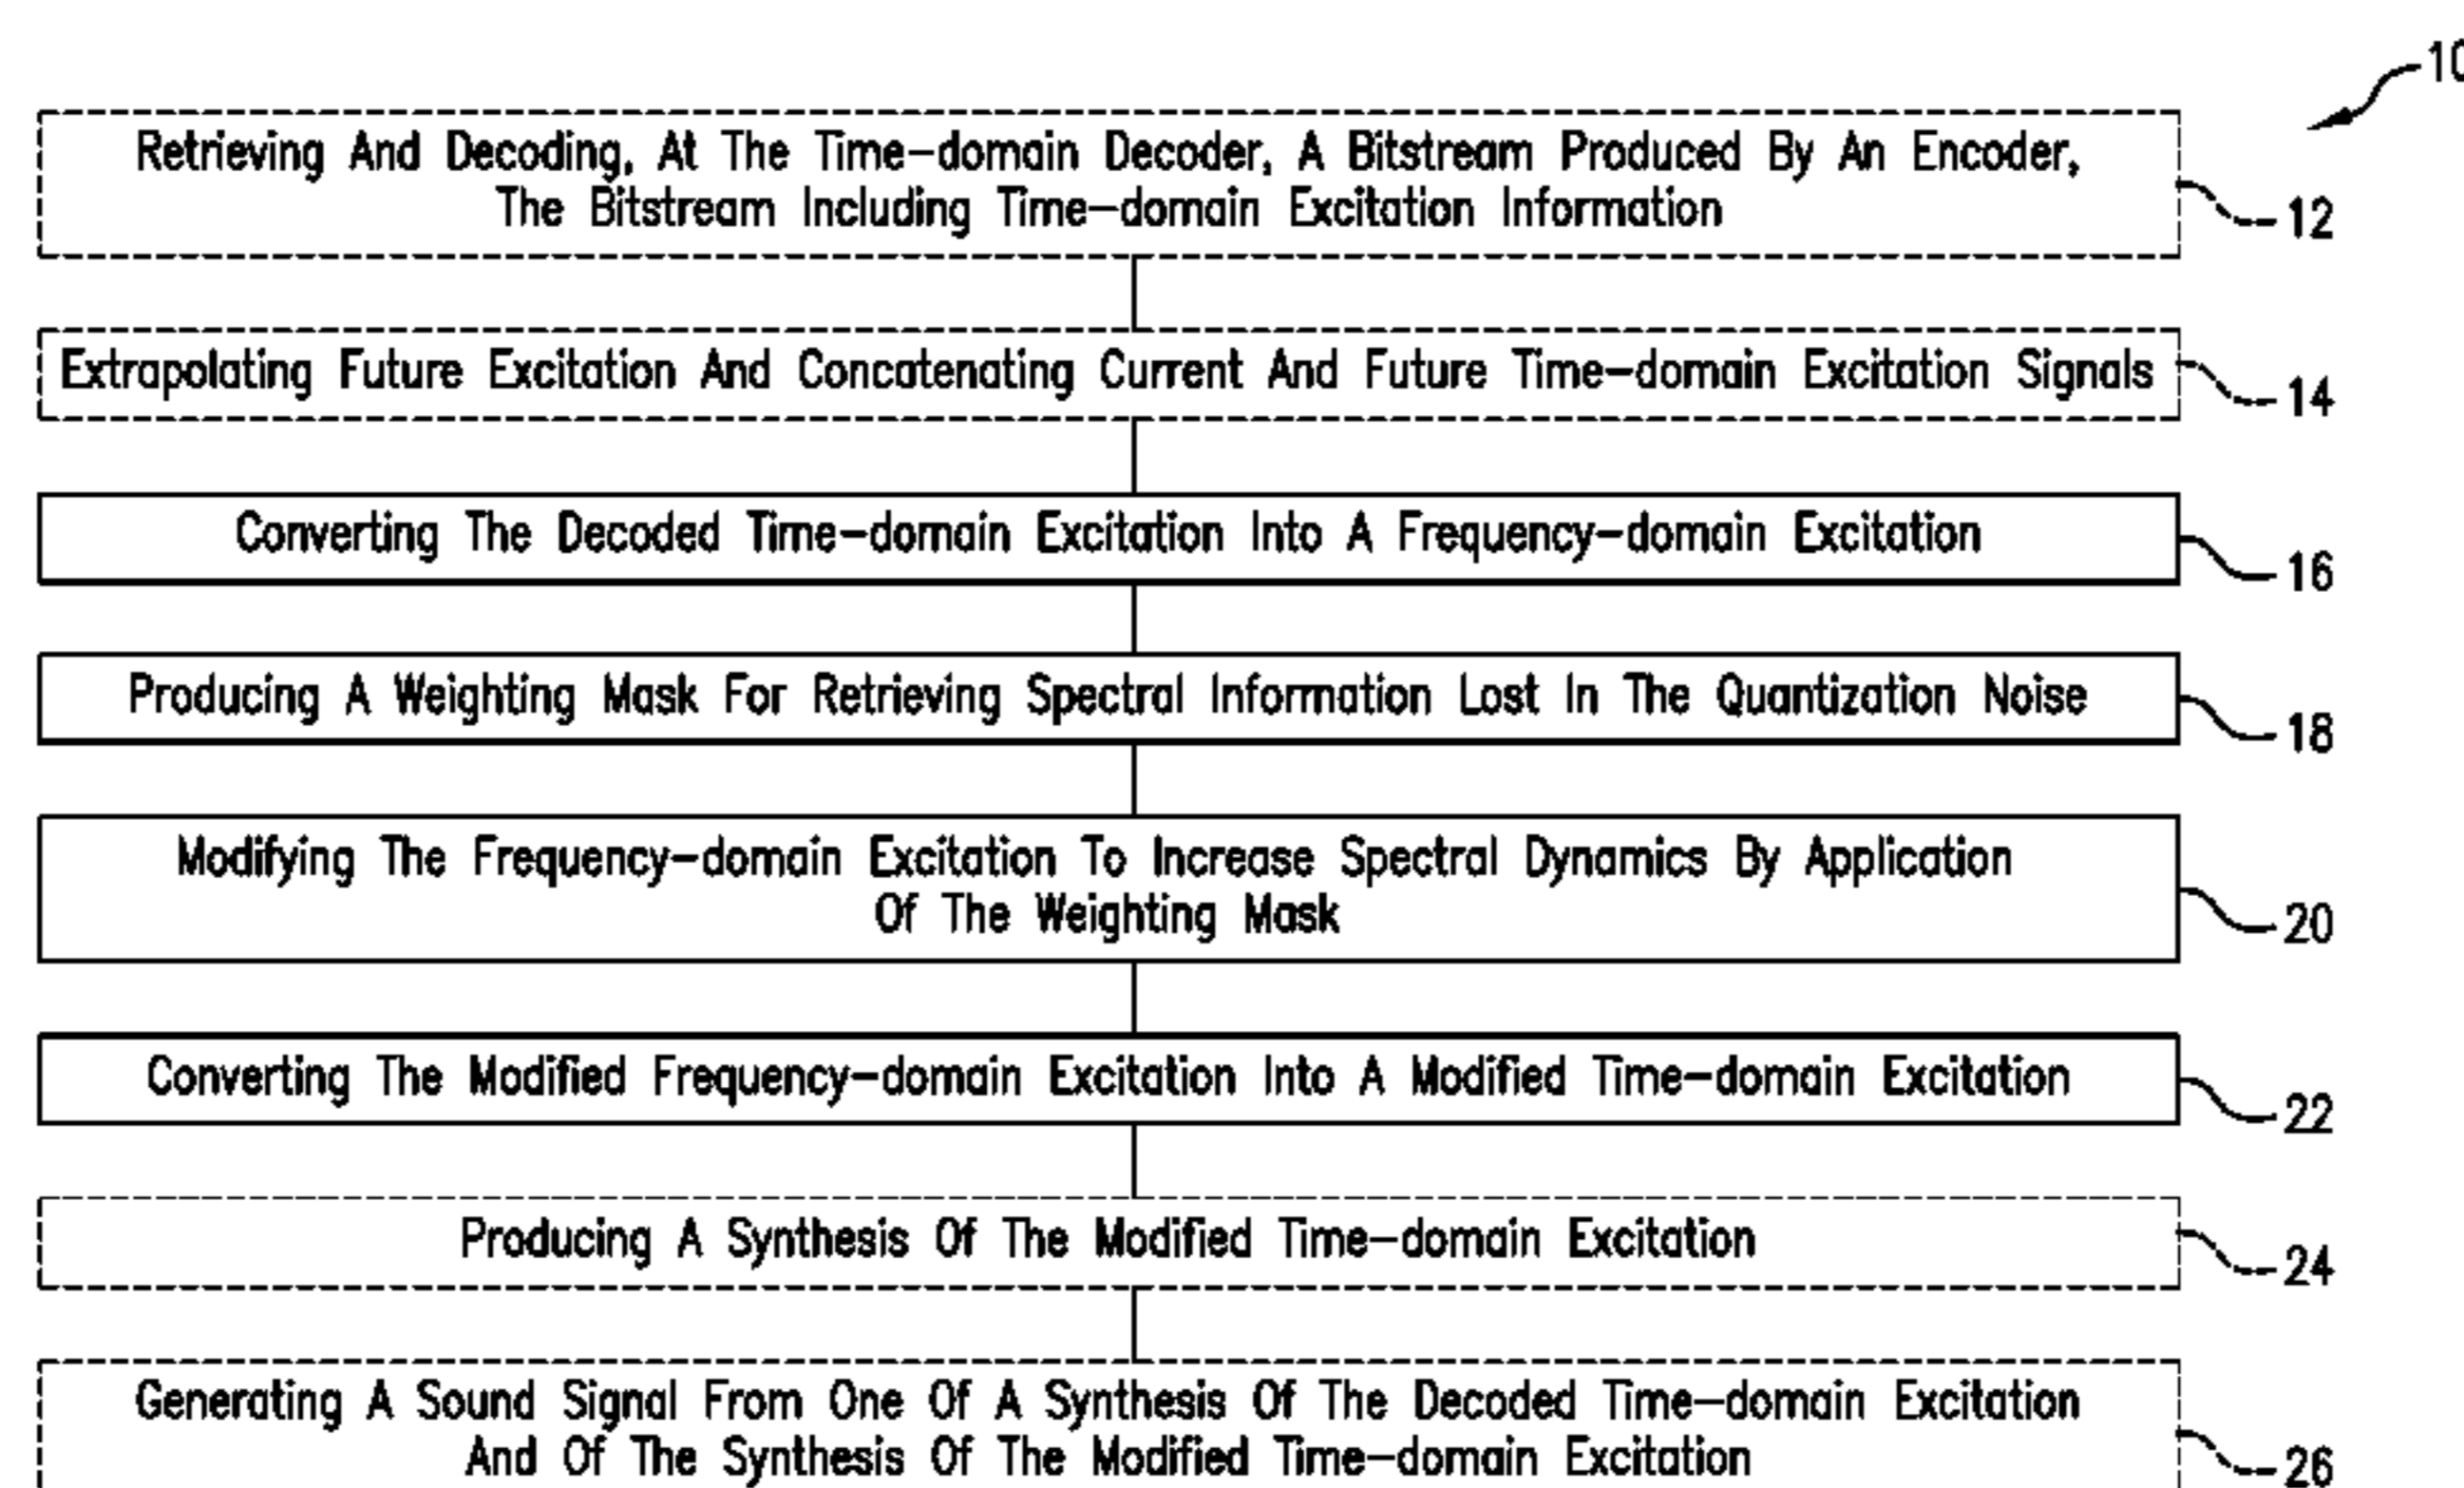 10
Retrieving And Decoding, At The Time-domain Decoder, A Bitstream Produced By An Encoder,
The Bitstream Including Time-domain Excitation Information
12
Extrapolating Future Excitation And Concatenating Current And Future Time-domain Excitation Signals
14
Converting The Decoded Time-domain Excitation Into A Frequency-domain Excitation
16
Producing A Weighting Mask For Retrieving Spectral Information Lost In The Quantization Noise
18
Modifying The Frequency-domain Excitation To Increase Spectral Dynamics By Application
Of The Weighting Mask
20
Converting The Modified Frequency-domain Excitation Into A Modified Time-domain Excitation
22
Producing A Synthesis Of The Modified Time-domain Excitation
24
Generating A Sound Signal From One Of A Synthesis Of The Decoded Time-domain Excitation
And Of The Synthesis Of The Modified Time-domain Excitation
26